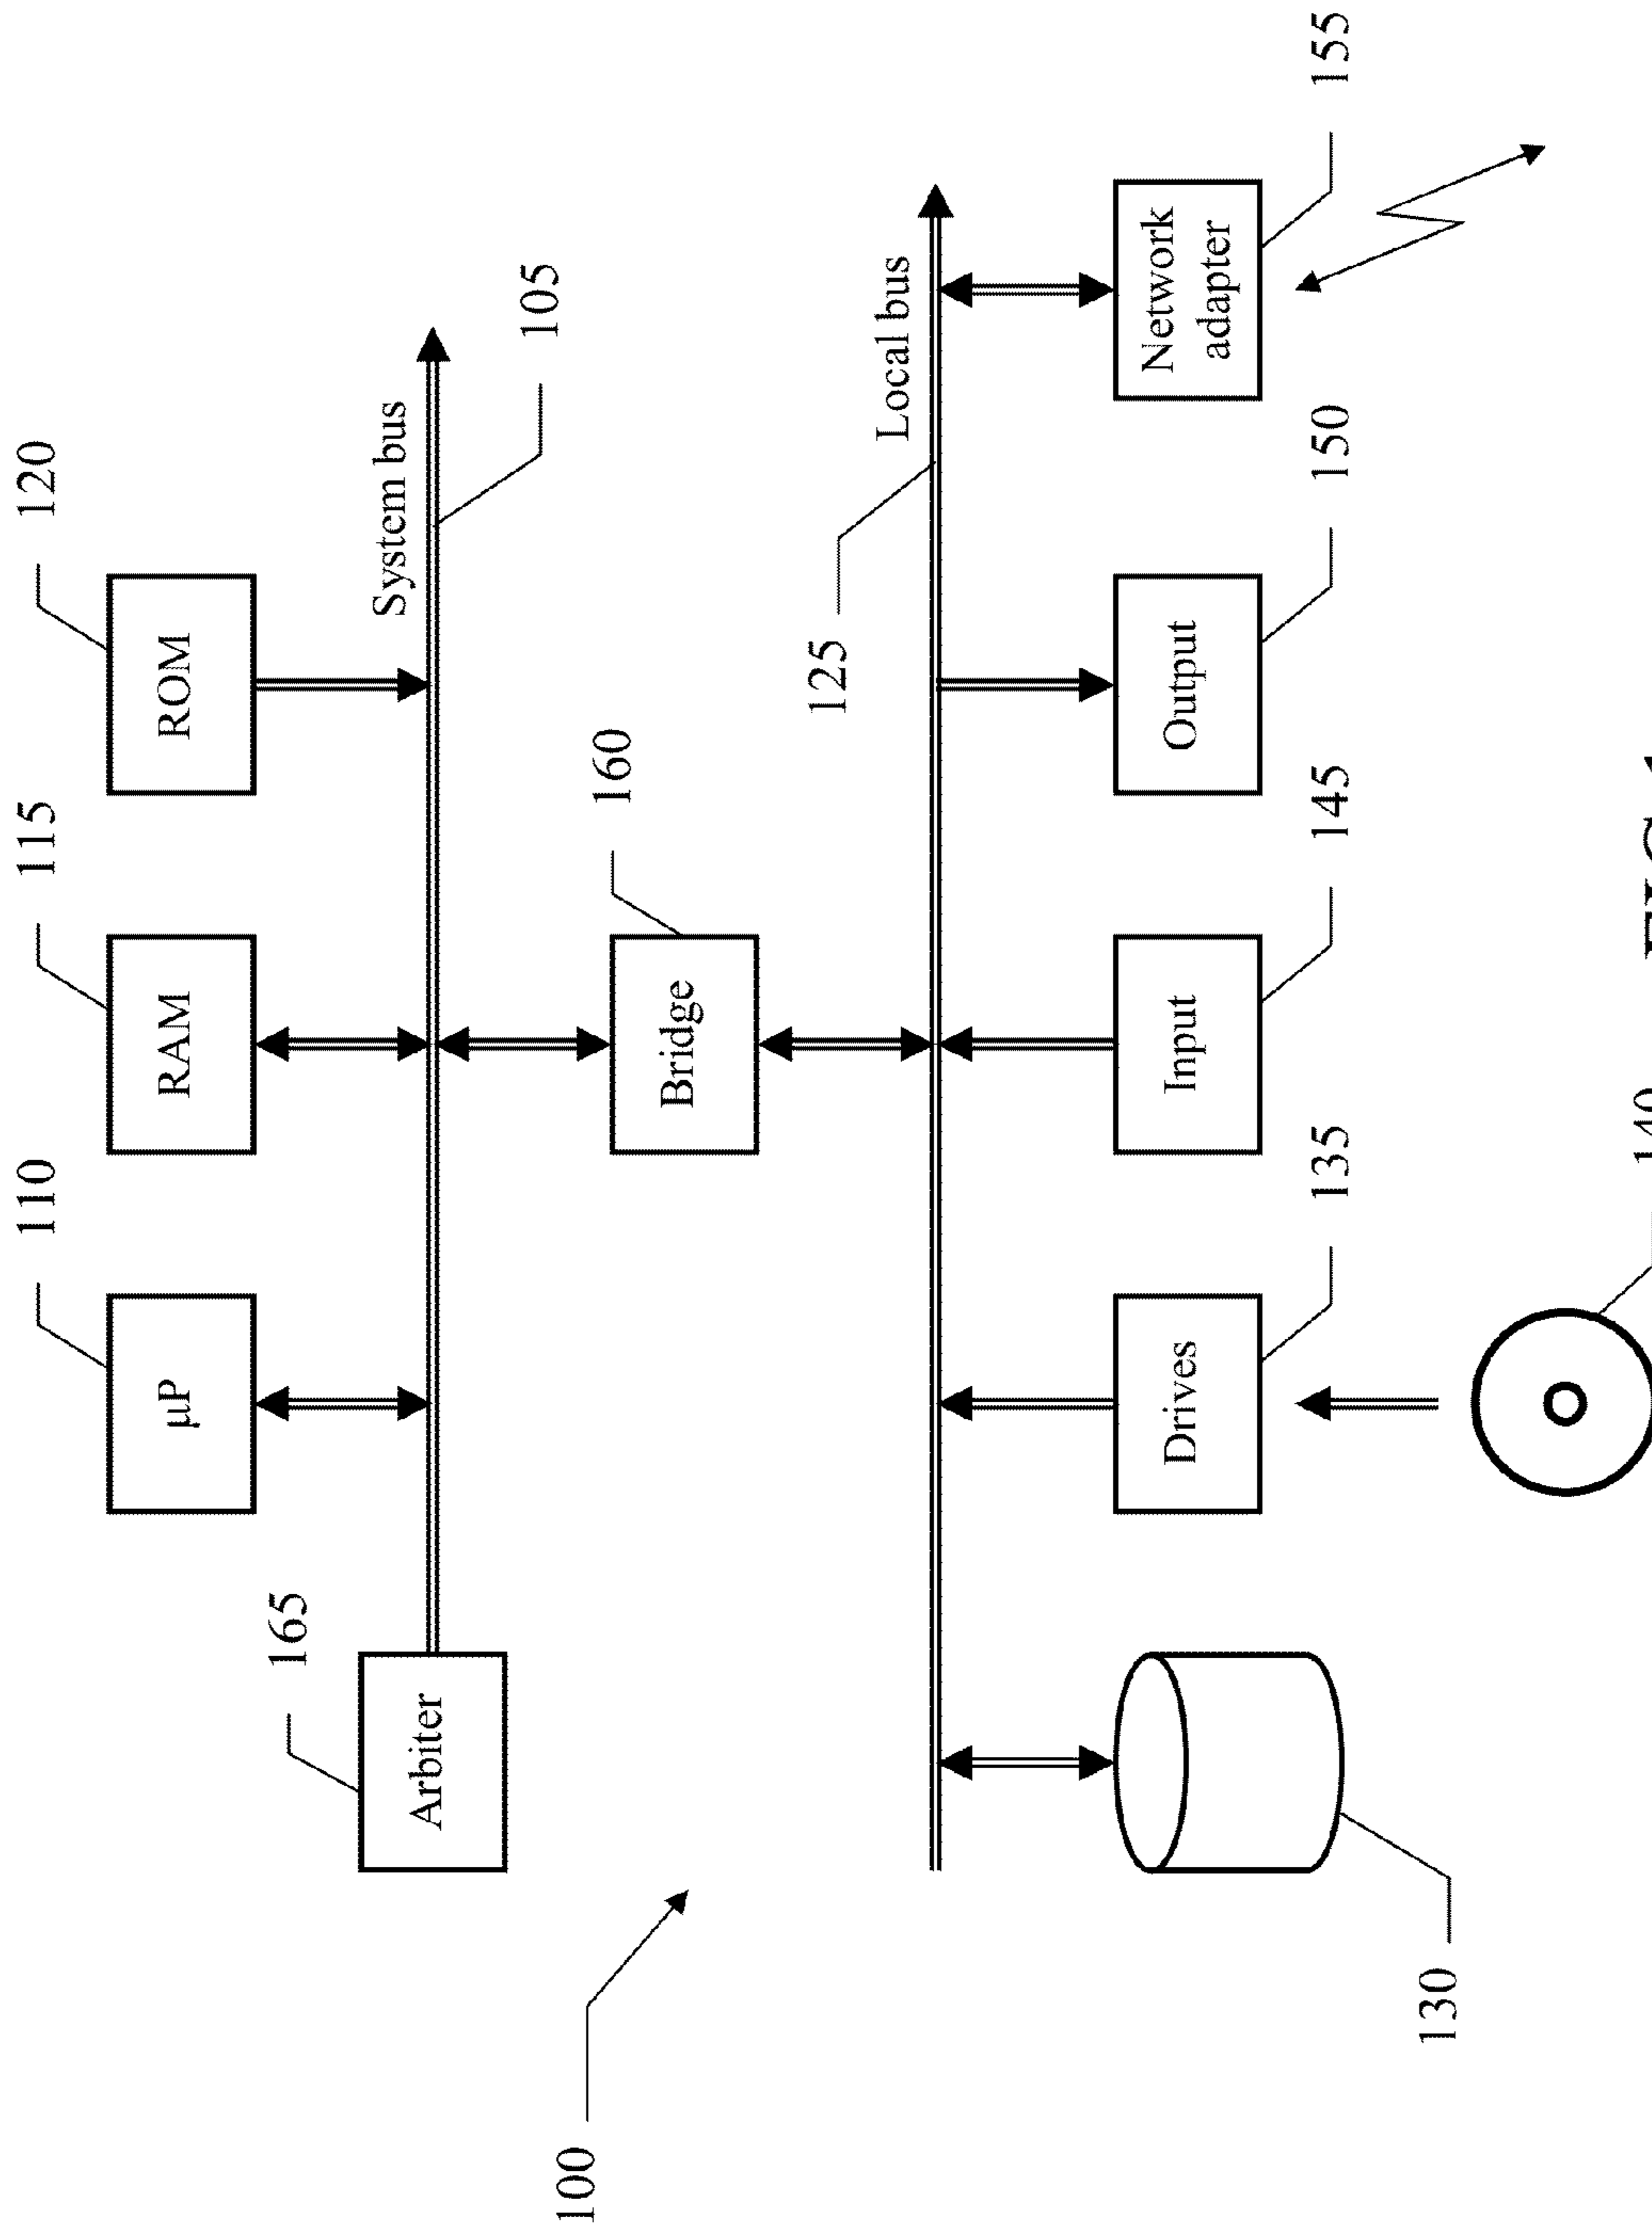 120
115
110
ROM
RAM
μP
System bus
105
165
Arbiter
160
Bridge
100
Local bus
125
Network
adapter
Output
Input
Drives
155
150
145
135
130
140